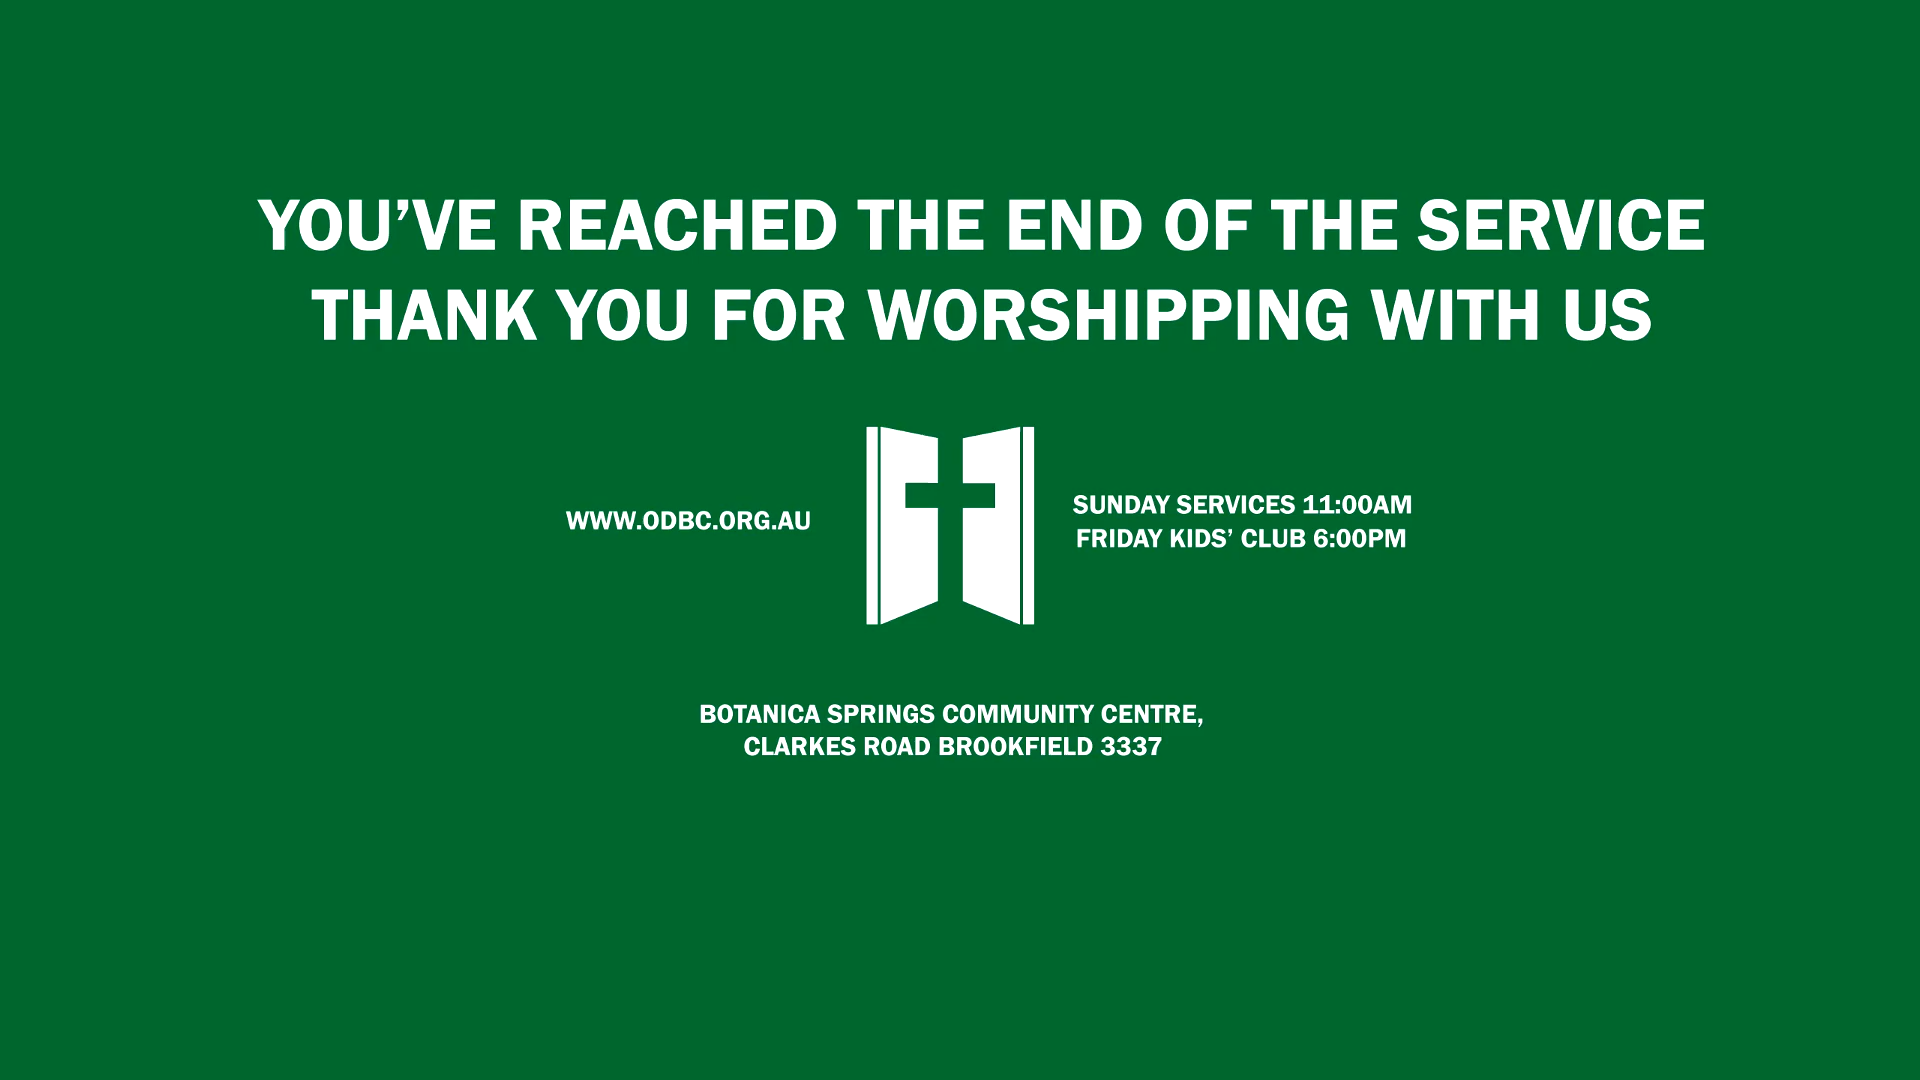 YOU’VE REACHED THE END OF THE SERVICE
THANK YOU FOR WORSHIPPING WITH US
WWW.ODBC.ORG.AU
SUNDAY SERVICES 11:00AM
FRIDAY KIDS’ CLUB 6:00PM
BOTANICA SPRINGS COMMUNITY CENTRE,
CLARKES ROAD BROOKFIELD 3337